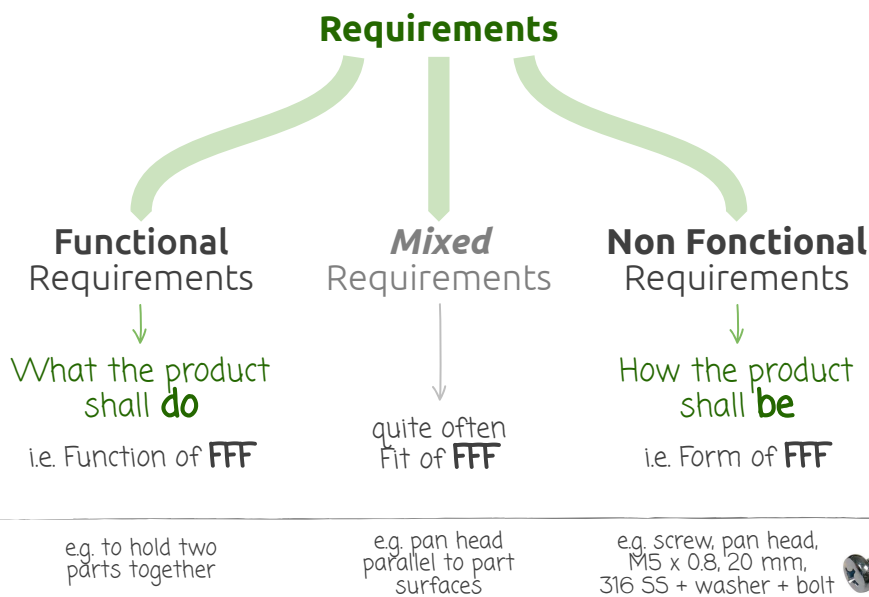 Requirements
Functional
Requirements
What the product
shall do
i.e. Function of FFF
e.g. to hold two
parts together
Mixed
Requirements
quite often
Fit of FFF
e.g. pan head
parallel to part
surfaces
Non Fonctional
Requirements
How the product
shall be
i.e. Form of FFF
e.g. screw, pan head,
M5 x 0.8, 20 mm,
316 SS + washer + bolt